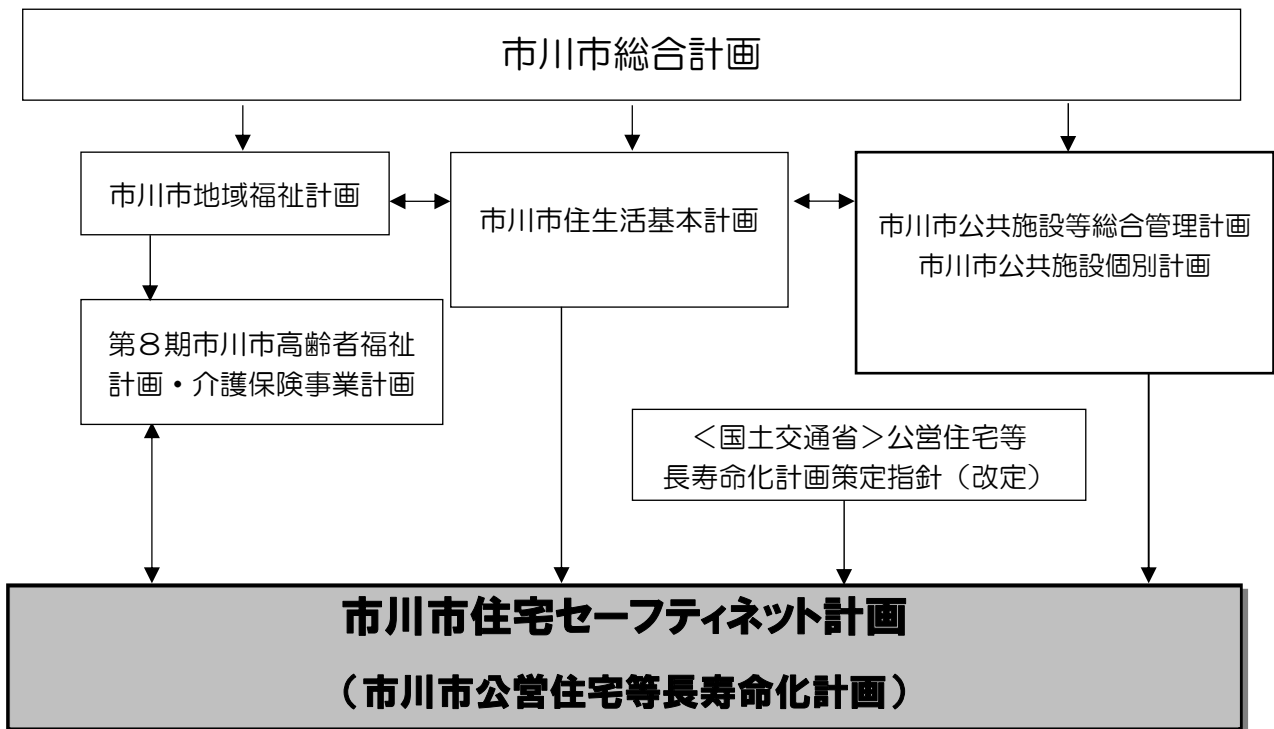 市川市総合計画
市川市地域福祉計画
市川市住生活基本計画
市川市公共施設等総合管理計画
市川市公共施設個別計画
第8期市川市高齢者福祉
計画・介護保険事業計画
＜国土交通省＞公営住宅等
長寿命化計画策定指針（改定）
市川市住宅セーフティネット計画
（市川市公営住宅等長寿命化計画）